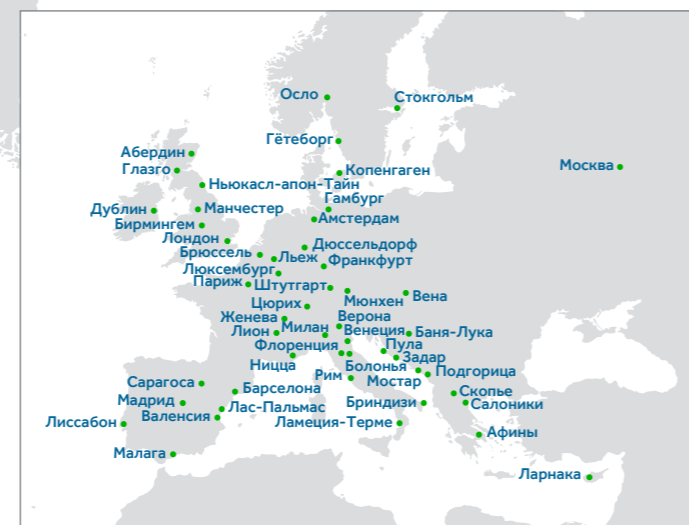 Осло
Стокгольм
Гётеборг
Абердин
Глазго
Москва
Копенгаген
Ньюкасл-апон-Тайн
Гамбург
Дублин
Манчестер
Амстердам
Бирмингем
Лондон
Дюссельдорф
Брюссель
Льеж
Франкфурт
Люксембург
Париж
Штутгарт
Мюнхен
Вена
Цюрих
Женева
Верона
Лион
Милан
Венеция
Баня-Лука
Флоренция
Пула
Задар
Ницца
Болонья
Подгорица
Рим
Мостар
Сарагоса
Барселона
Скопье
Мадрид
Лас-Пальмас
Бриндизи
Салоники
Валенсия
Лиссабон
Ламеция-Терме
Афины
Малага
Ларнака